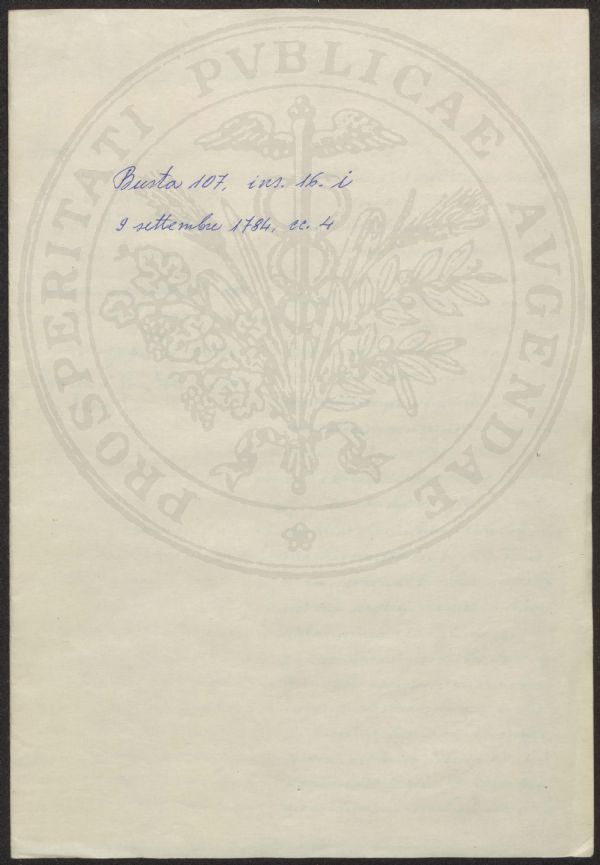 Busta 107, ins. 16. i
9 settembre 1784, cc. 4
PROSPERITATI PVBLICAE AVGENDAE